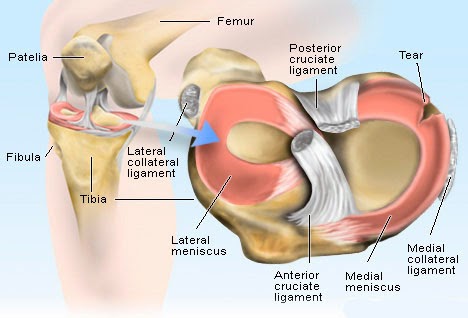 Femur
Patelia
Posterior
cruciate
ligament
Tear
Fibula
Lateral
collateral
ligament
Tibia
Lateral
meniscus
Anterior
cruciate
ligament
Medial
meniscus
Medial
collateral
ligament